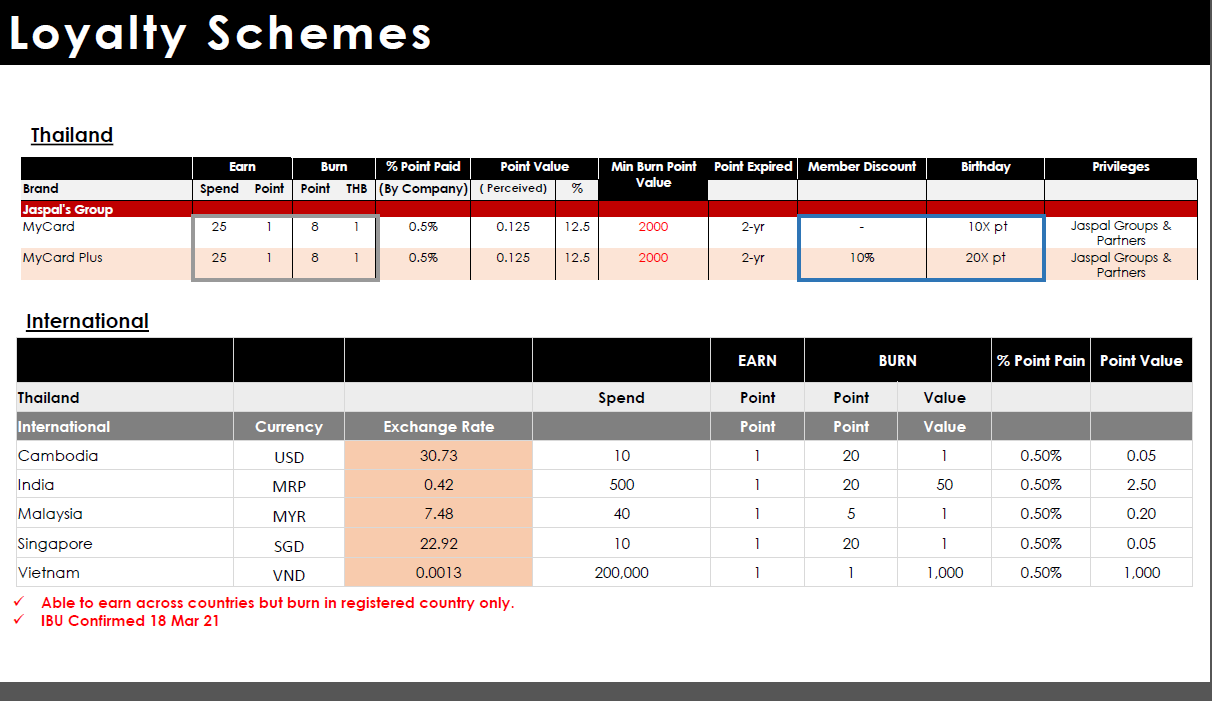 Loyalty Schemes
Thailand
Earn Burn % Point Paid Point Value Min Burn Point Value Point Expired Member Discount Birthday Privileges
Brand Spend Point Point THB (By Company) ( Perceived) %
Jaspal's Group
MyCard 25 1 8 1 0.5% 0.125 12.5 2000 2-yr - 10X pt Jaspal Groups & Partners
MyCard Plus 25 1 8 1 0.5% 0.125 12.5 2000 2-yr 10% 20X pt Jaspal Groups & Partners
International
EARN BURN % Point Pain Point Value
Thailand Spend Point Point Value
International Currency Exchange Rate Point Point Value
Cambodia USD 30.73 10 1 20 1 0.50% 0.05
India MRP 0.42 500 1 20 50 0.50% 2.50
Malaysia MYR 7.48 40 1 5 1 0.50% 0.20
Singapore SGD 22.92 10 1 20 1 0.50% 0.05
Vietnam VND 0.0013 200,000 1 1 1,000 0.50% 1,000
✓ Able to earn across countries but burn in registered country only.
✓ IBU Confirmed 18 Mar 21